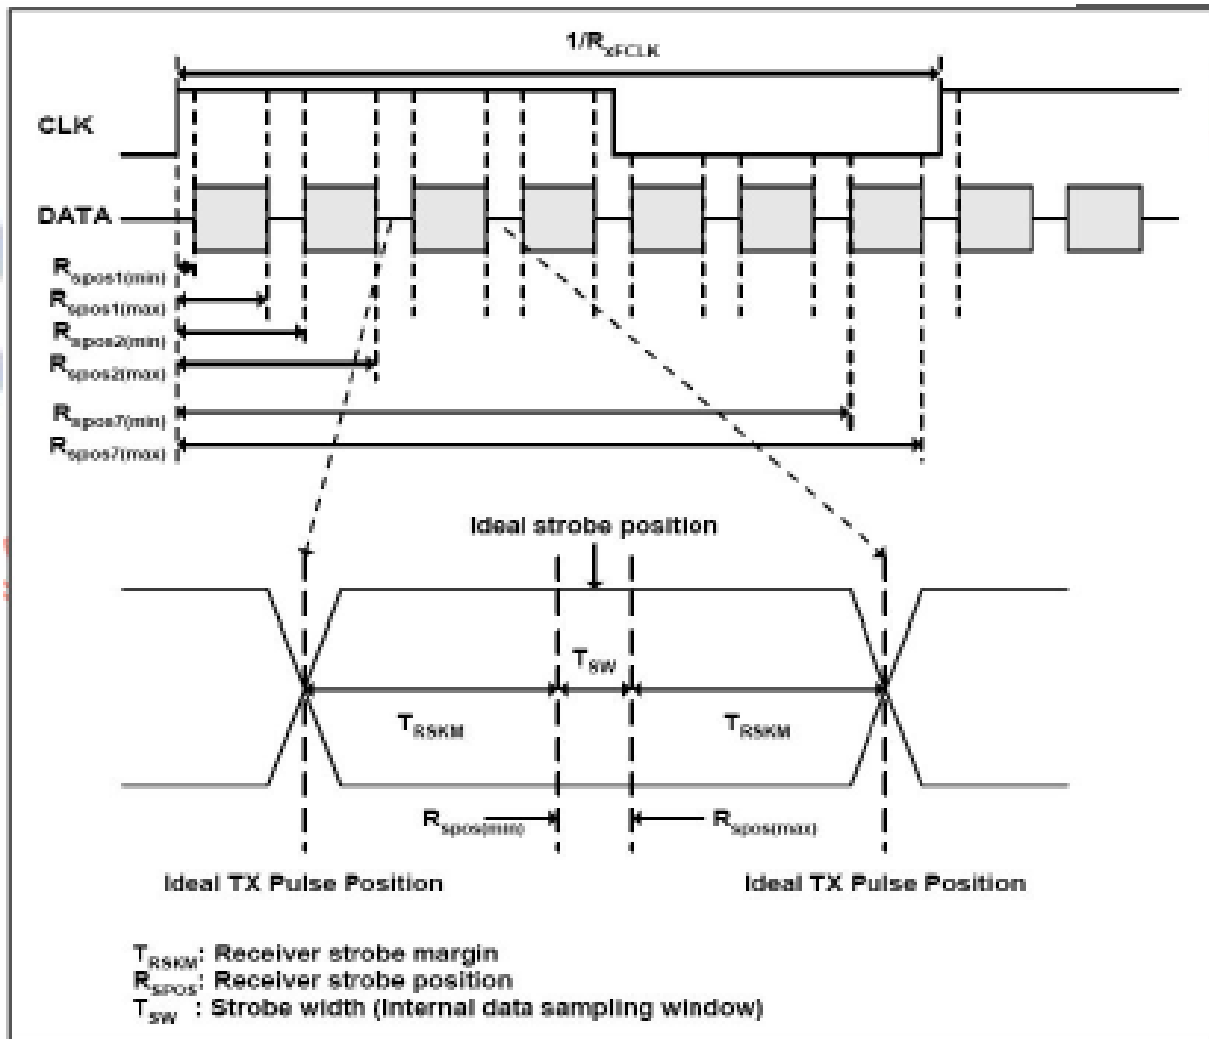 1/RxFCLK
CLK
DATA
Rspos1(min)
Rspos1(max)
Rspos2(min)
Rspos2(max)
Rspos7(min)
Rspos7(max)
Ideal strobe position
TSW
TRSKM TRSKM
Rspos(min) Rspos(max)
Ideal TX Pulse Position Ideal TX Pulse Position
TRSKM: Receiver strobe margin
RSPOS: Receiver strobe position
TSW : Strobe width (Internal data sampling window)